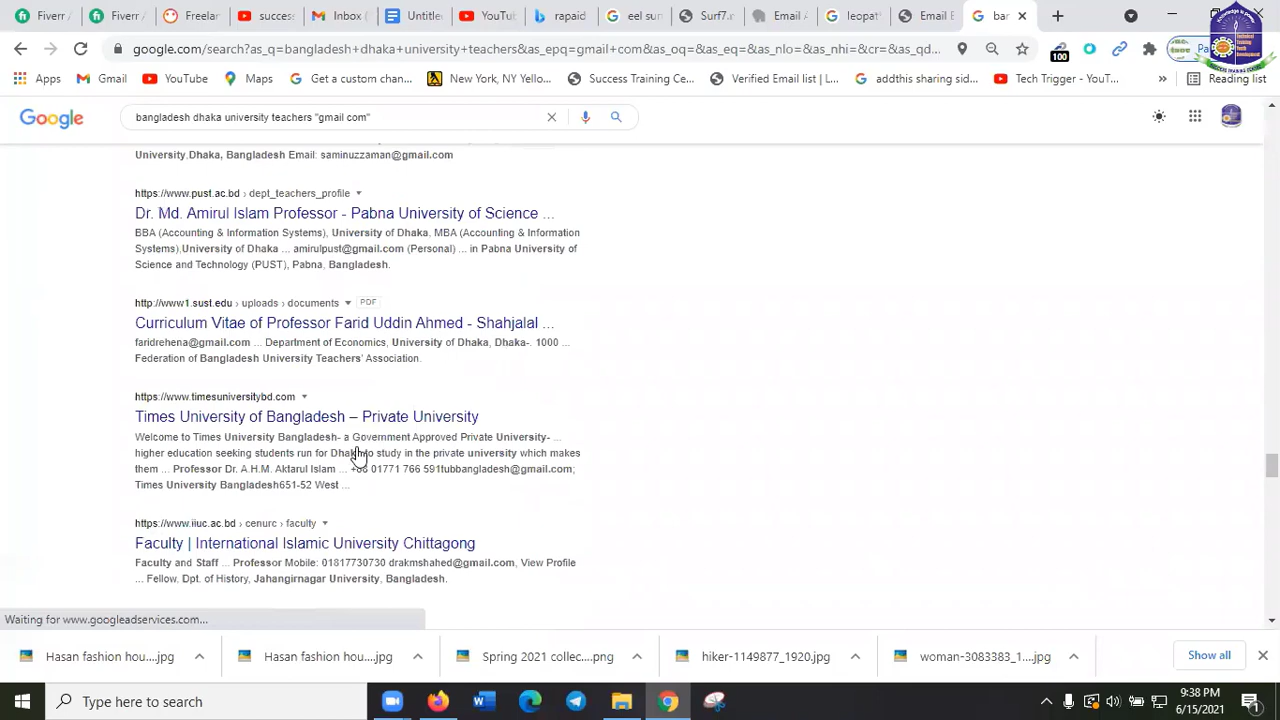 Fiverr A
Fiverr A
Freelan
success
Inbox (
Untitle
YouTube
rapaid
eel sum
Surf7.m
Email A
leopat
Email E
bar
google.com/search?as_q=bangladesh+dhaka+university+teachers&as_epq=gmail+com&as_oq=&as_eq=&as_nlo=&as_nhi=&lr=&cr=&as_qd...
100
Pa
Apps
Gmail
YouTube
Maps
Get a custom chan...
New York, NY Yello...
Success Training Ce...
Verified Email list | L...
addthis sharing sid...
Tech Trigger - YouT...
»
Reading list
Google
bangladesh dhaka university teachers "gmail com"
University.Dhaka, Bangladesh Email: saminuzzaman@gmail.com
https://www.pust.ac.bd › dept_teachers_profile
Dr. Md. Amirul Islam Professor - Pabna University of Science ...
BBA (Accounting & Information Systems), University of Dhaka, MBA (Accounting & Information
Systems),University of Dhaka ... amirulpust@gmail.com (Personal) ... in Pabna University of
Science and Technology (PUST), Pabna, Bangladesh.
http://www1.sust.edu › uploads › documents PDF
Curriculum Vitae of Professor Farid Uddin Ahmed - Shahjalal ...
faridrehena@gmail.com ... Department of Economics, University of Dhaka, Dhaka-. 1000 ...
Federation of Bangladesh University Teachers' Association.
https://www.timesuniversitybd.com
Times University of Bangladesh – Private University
Welcome to Times University Bangladesh- a Government Approved Private University- ...
higher education seeking students run for Dhaka to study in the private university which makes
them ... Professor Dr. A.H.M. Aktarul Islam ... +88 01771 766 591tubbangladesh@gmail.com;
Times University Bangladesh651-52 West ...
https://www.iiuc.ac.bd › cenurc › faculty
Faculty | International Islamic University Chittagong
Faculty and Staff ... Professor Mobile: 01817730730 drakmshahed@gmail.com, View Profile
... Fellow, Dpt. of History, Jahangirnagar University, Bangladesh.
Waiting for www.googleadservices.com...
Hasan fashion hou....jpg
Hasan fashion hou....jpg
Spring 2021 collec....png
hiker-1149877_1920.jpg
woman-3083383_1....jpg
Show all
Type here to search
9:38 PM
6/15/2021
1